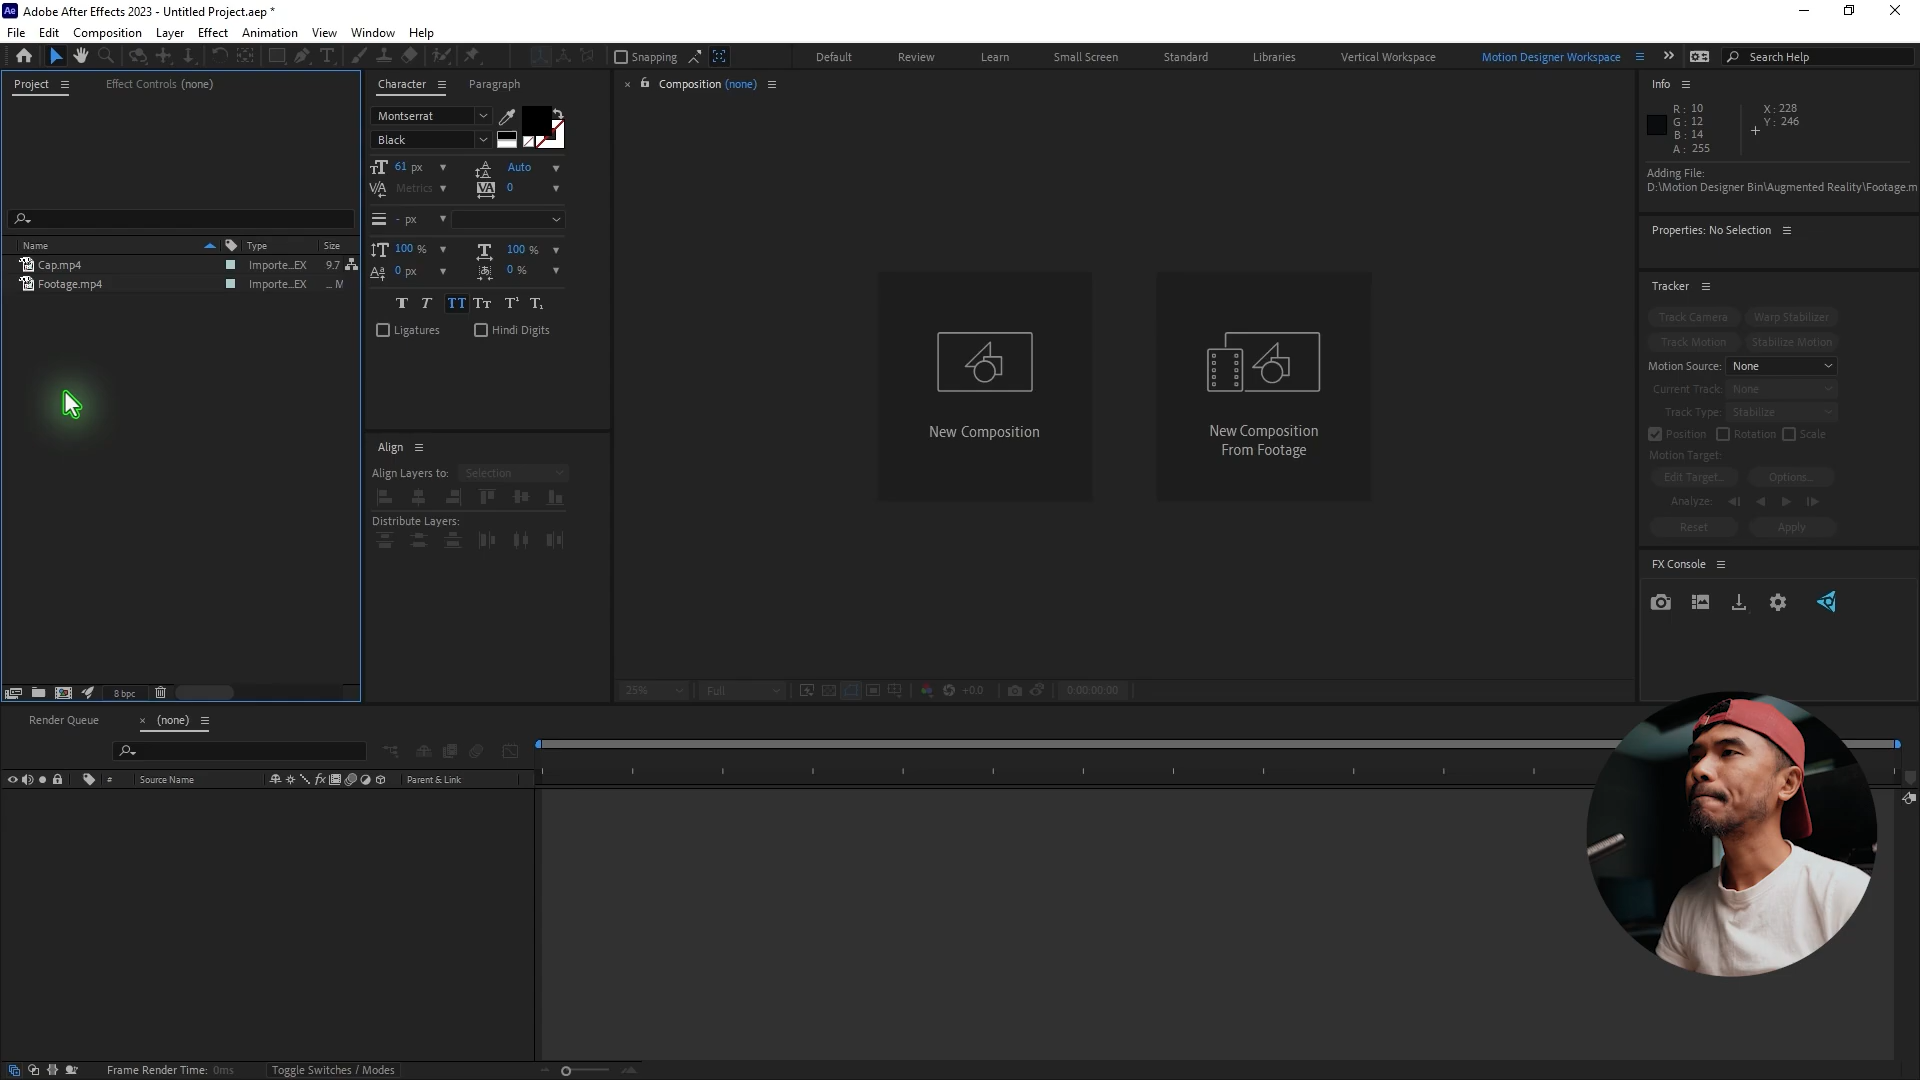 Ae Adobe After Effects 2023 - Untitled Project.aep *
File Edit Composition Layer Effect Animation View Window Help
Snapping Default Review Learn Small Screen Standard Libraries Vertical Workspace Motion Designer Workspace Search Help
Project Effect Controls (none)
Name Type Size
Cap.mp4 Importe...EX 9.7
Footage.mp4 Importe...EX ... M
8 bpc
Character Paragraph
Montserrat
Black
61 px Auto
Metrics 0
- px
100 % 100 %
0 px 0 %
Ligatures Hindi Digits
Align
Align Layers to: Selection
Distribute Layers:
Composition (none)
New Composition
New Composition
From Footage
25% Full +0.0 0:00:00:00
Info
R: 10 X: 228
G: 12 Y: 246
B: 14
A: 255
Adding File:
D:\Motion Designer Bin\Augmented Reality\Footage.m
Properties: No Selection
Tracker
Track Camera Warp Stabilizer
Track Motion Stabilize Motion
Motion Source: None
Current Track: None
Track Type: Stabilize
Position Rotation Scale
Motion Target:
Edit Target... Options...
Analyze:
Reset Apply
FX Console
Render Queue (none)
# Source Name fx Parent & Link
Frame Render Time: 0ms Toggle Switches / Modes